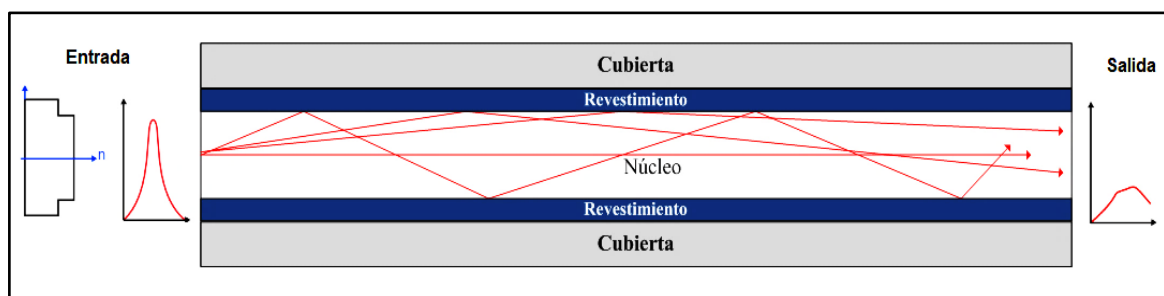 Entrada
n
Cubierta
Revestimiento
Núcleo
Revestimiento
Cubierta
Salida